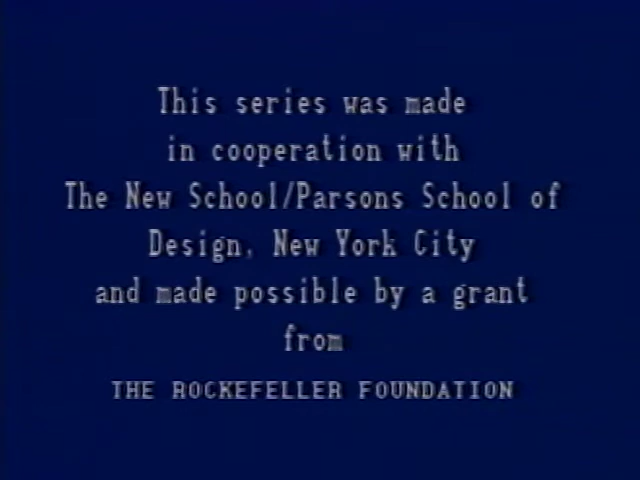 This series was made
in cooperation with
The New School/Parsons School of
Design, New York City
and made possible by a grant
from
THE ROCKEFELLER FOUNDATION